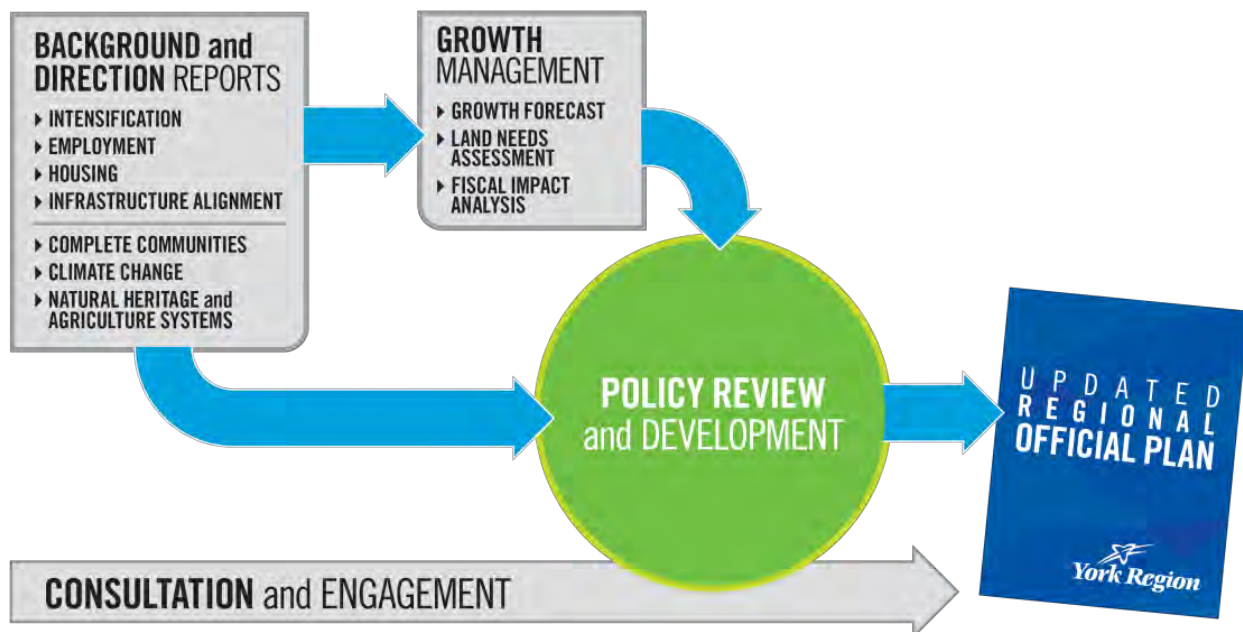 BACKGROUND and
DIRECTION REPORTS
INTENSIFICATION
EMPLOYMENT
HOUSING
INFRASTRUCTURE ALIGNMENT
COMPLETE COMMUNITIES
CLIMATE CHANGE
NATURAL HERITAGE and
AGRICULTURE SYSTEMS
GROWTH
MANAGEMENT
GROWTH FORECAST
LAND NEEDS
ASSESSMENT
FISCAL IMPACT
ANALYSIS
POLICY REVIEW
and DEVELOPMENT
UPDATED
REGIONAL
OFFICIAL PLAN
York Region
CONSULTATION and ENGAGEMENT